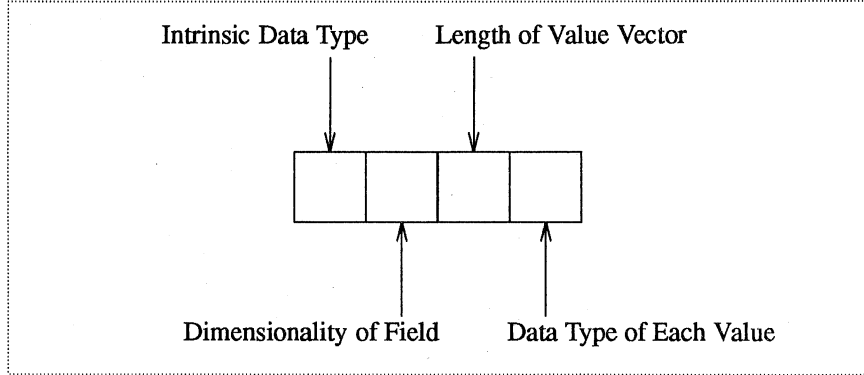 Intrinsic Data Type
Length of Value Vector
Dimensionality of Field
Data Type of Each Value